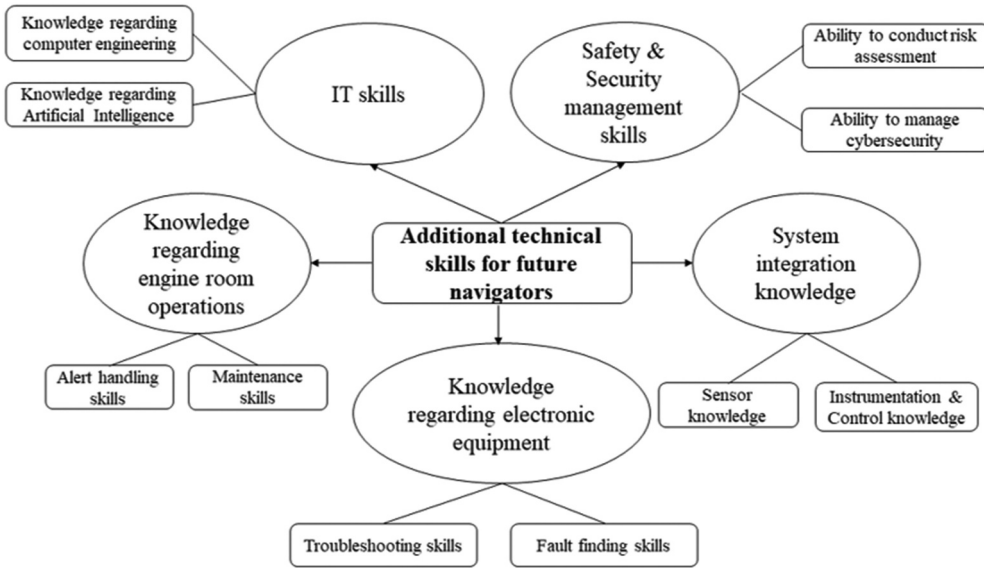 Knowledge regarding
computer engineering
Knowledge regarding
Artificial Intelligence
IT skills
Safety &
Security
management
skills
Ability to conduct risk
assessment
Ability to manage
cybersecurity
Knowledge
regarding
engine room
operations
Additional technical
skills for future
navigators
System
integration
knowledge
Alert handling
skills
Maintenance
skills
Knowledge
regarding electronic
equipment
Sensor
knowledge
Instrumentation &
Control knowledge
Troubleshooting skills
Fault finding skills